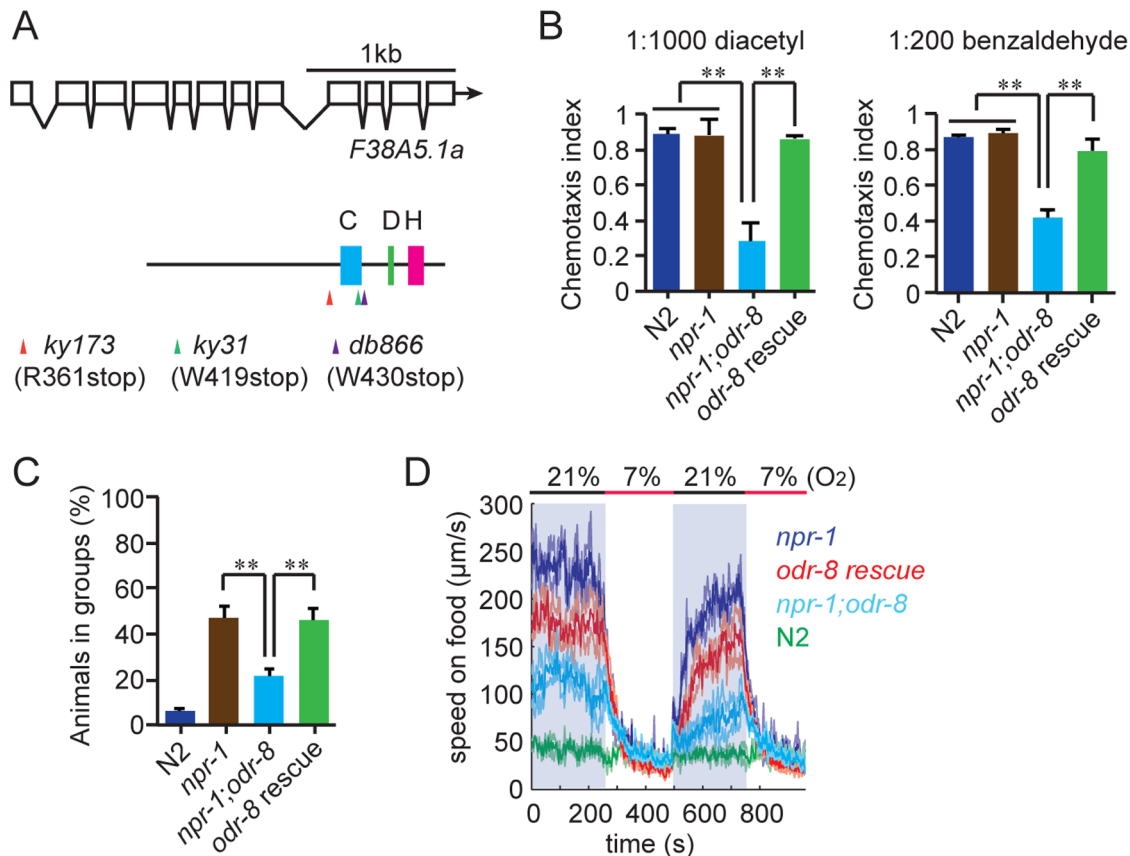 A
1kb
F38A5.1a
C D H
ky173 ky31 db866
(R361stop) (W419stop) (W430stop)
B
1:1000 diacetyl
** **
Chemotaxis index
1
0.8
0.6
0.4
0.2
0
N2
npr-1
npr-1;odr-8
odr-8 rescue
1:200 benzaldehyde
** **
Chemotaxis index
1
0.8
0.6
0.4
0.2
0
N2
npr-1
npr-1;odr-8
odr-8 rescue
C
Animals in groups (%)
100
80
60
40
20
0
** **
N2
npr-1
npr-1;odr-8
odr-8 rescue
D
21% 7% 21% 7% (O2)
speed on food (µm/s)
300
250
200
150
100
50
0
npr-1
odr-8 rescue
npr-1;odr-8
N2
0 200 400 600 800
time (s)